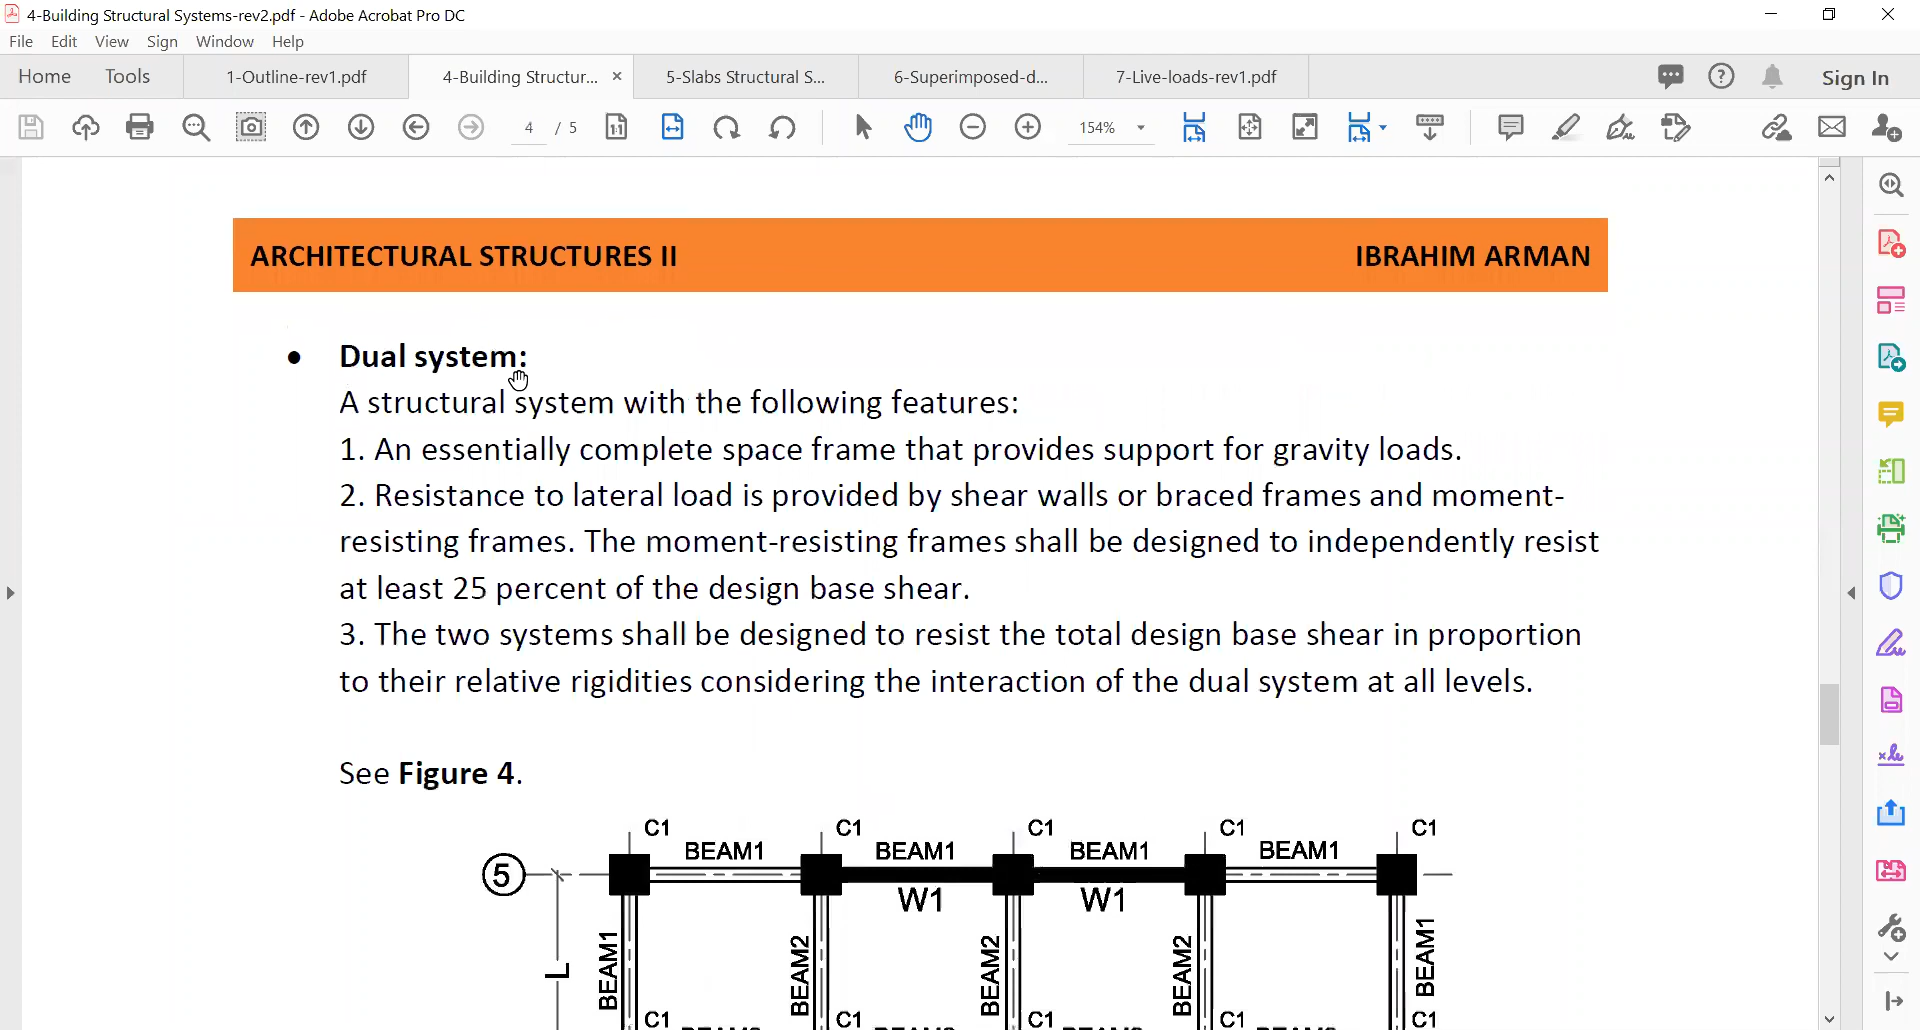 4-Building Structural Systems-rev2.pdf - Adobe Acrobat Pro DC
File Edit View Sign Window Help
Home Tools 1-Outline-rev1.pdf 4-Building Structur... × 5-Slabs Structural S... 6-Superimposed-d... 7-Live-loads-rev1.pdf Sign In
4 / 5 154%
ARCHITECTURAL STRUCTURES II IBRAHIM ARMAN
• Dual system:
A structural system with the following features:
1. An essentially complete space frame that provides support for gravity loads.
2. Resistance to lateral load is provided by shear walls or braced frames and moment-
resisting frames. The moment-resisting frames shall be designed to independently resist
at least 25 percent of the design base shear.
3. The two systems shall be designed to resist the total design base shear in proportion
to their relative rigidities considering the interaction of the dual system at all levels.
See Figure 4.
C1 C1 C1 C1 C1
BEAM1 BEAM1 BEAM1 BEAM1
5
W1 W1
L BEAM1 BEAM2 BEAM2 BEAM2 BEAM1
C1 C1 C1 C1 C1